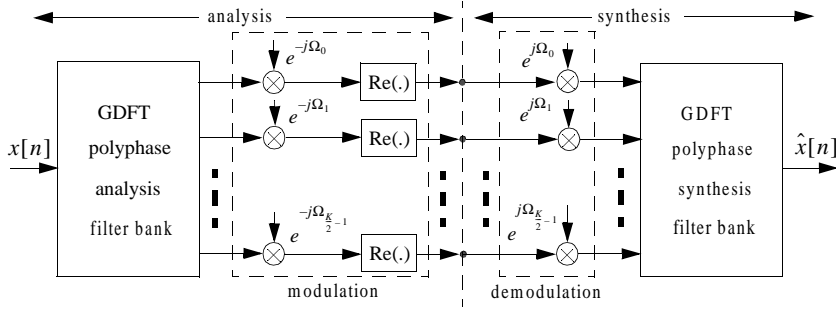 analysis
synthesis
e^{-jΩ_0}
e^{jΩ_0}
Re(.)
GDFT
polyphase
analysis
filter bank
e^{-jΩ_1}
Re(.)
e^{jΩ_1}
GDFT
polyphase
synthesis
filter bank
x[n]
x̂[n]
e^{-jΩ_{K/2-1}}
Re(.)
e^{jΩ_{K/2-1}}
modulation
demodulation